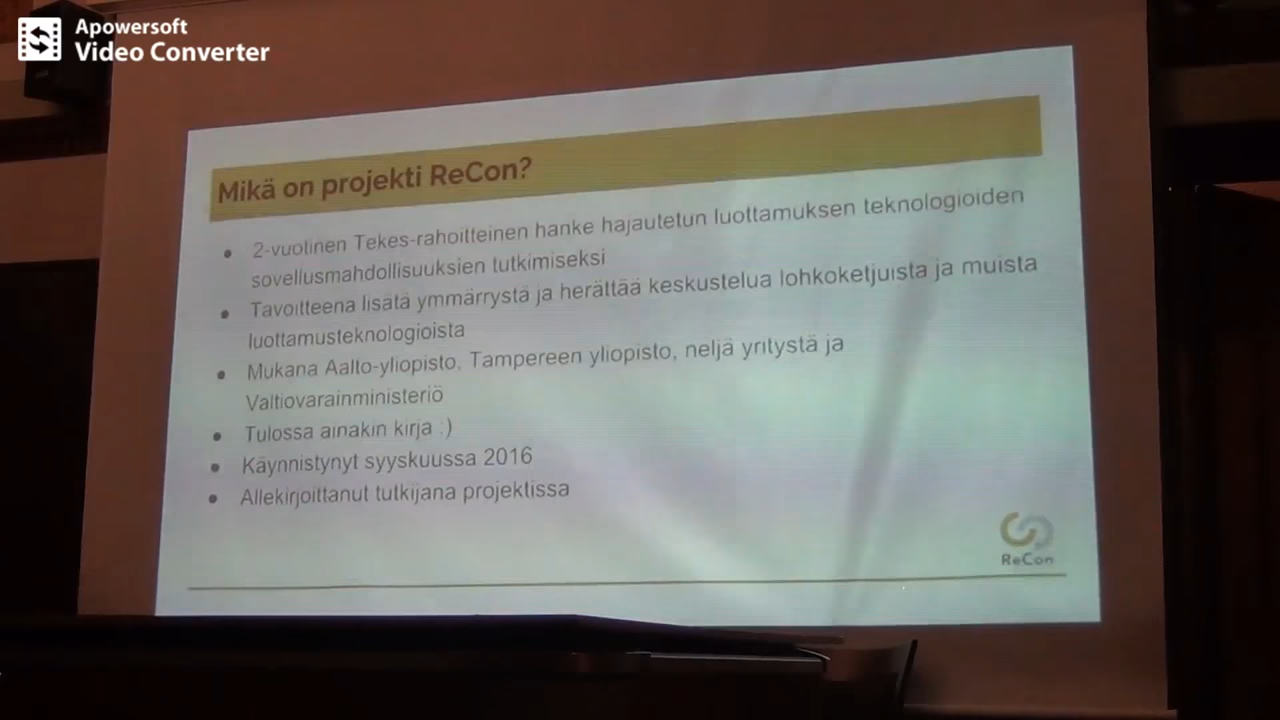 Apowersoft
Video Converter
Mikä on projekti ReCon?
• 2-vuotinen Tekes-rahoitteinen hanke hajautetun luottamuksen teknologioiden
sovellusmahdollisuuksien tutkimiseksi
• Tavoitteena lisätä ymmärrystä ja herättää keskustelua lohkoketjuista ja muista
luottamusteknologioista
• Mukana Aalto-yliopisto, Tampereen yliopisto, neljä yritystä ja
Valtiovarainministeriö
• Tulossa ainakin kirja :)
• Käynnistynyt syyskuussa 2016
• Allekirjoittanut tutkijana projektissa
ReCon